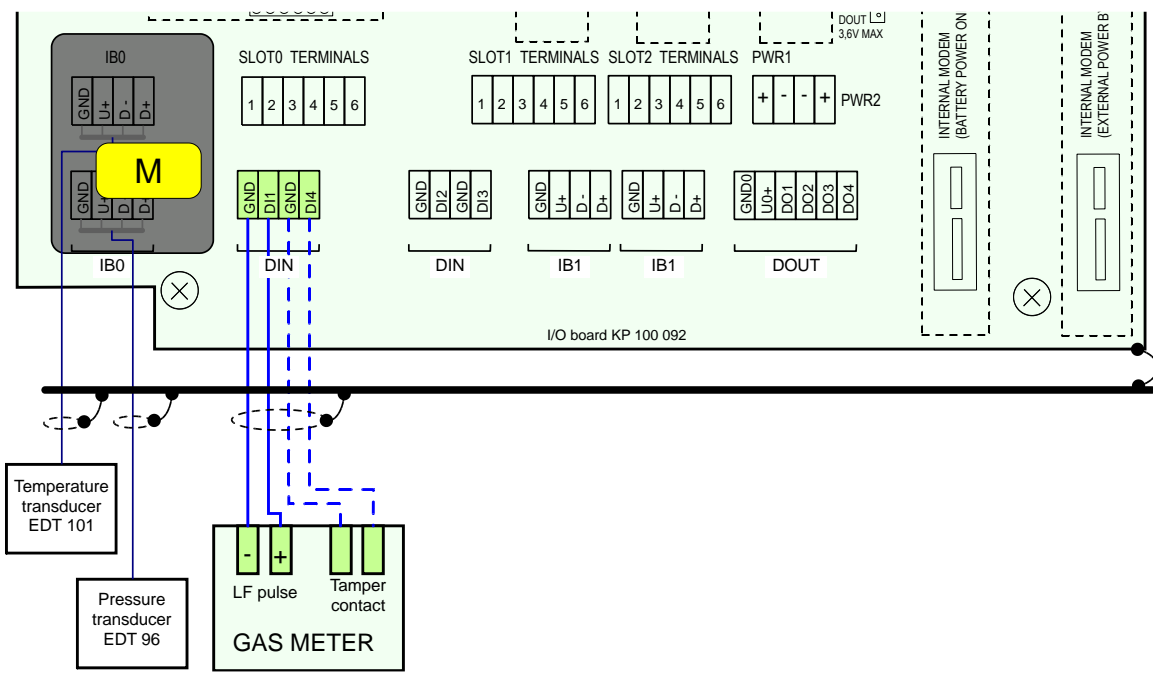 DOUT
3,6V MAX
IB0
SLOT0 TERMINALS
SLOT1 TERMINALS
SLOT2 TERMINALS
PWR1
GND
U+
D -
D+
1 2 3 4 5 6
1 2 3 4 5 6
1 2 3 4 5 6
+ - - +
PWR2
INTERNAL MODEM
(BATTERY POWER ON
INTERNAL MODEM
(EXTERNAL POWER B
M
GND
U+
D
D+
GND
DI1
GND
DI4
GND
DI2
GND
DI3
GND
U+
D -
D+
GND
U+
D -
D+
GND0
U0+
DO1
DO2
DO3
DO4
IB0
DIN
DIN
IB1
IB1
DOUT
I/O board KP 100 092
Temperature
transducer
EDT 101
Pressure
transducer
EDT 96
- +
LF pulse
Tamper
contact
GAS METER